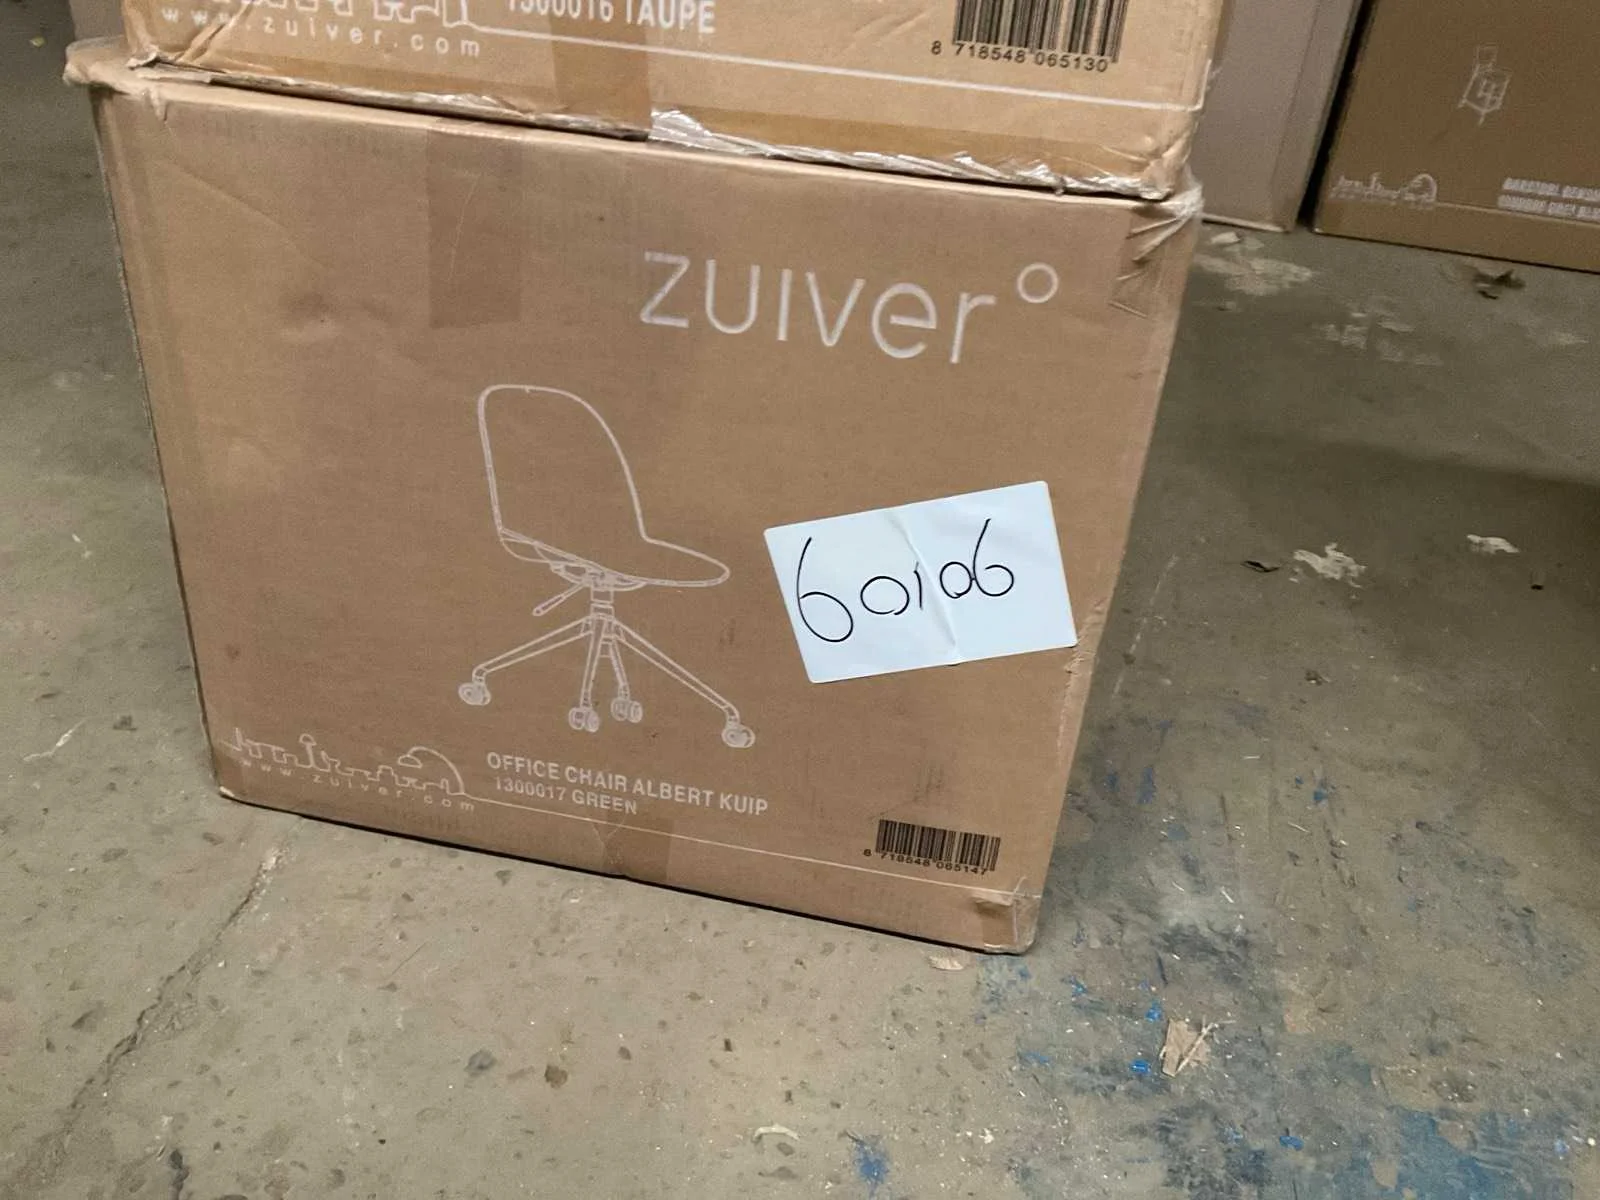 1300016 TAUPE
www.zuiver.com
8 718548 065130
zuiver°
60106
OFFICE CHAIR ALBERT KUIP
1300017 GREEN
www.zuiver.com
8 718548 065147
BARSTOOL